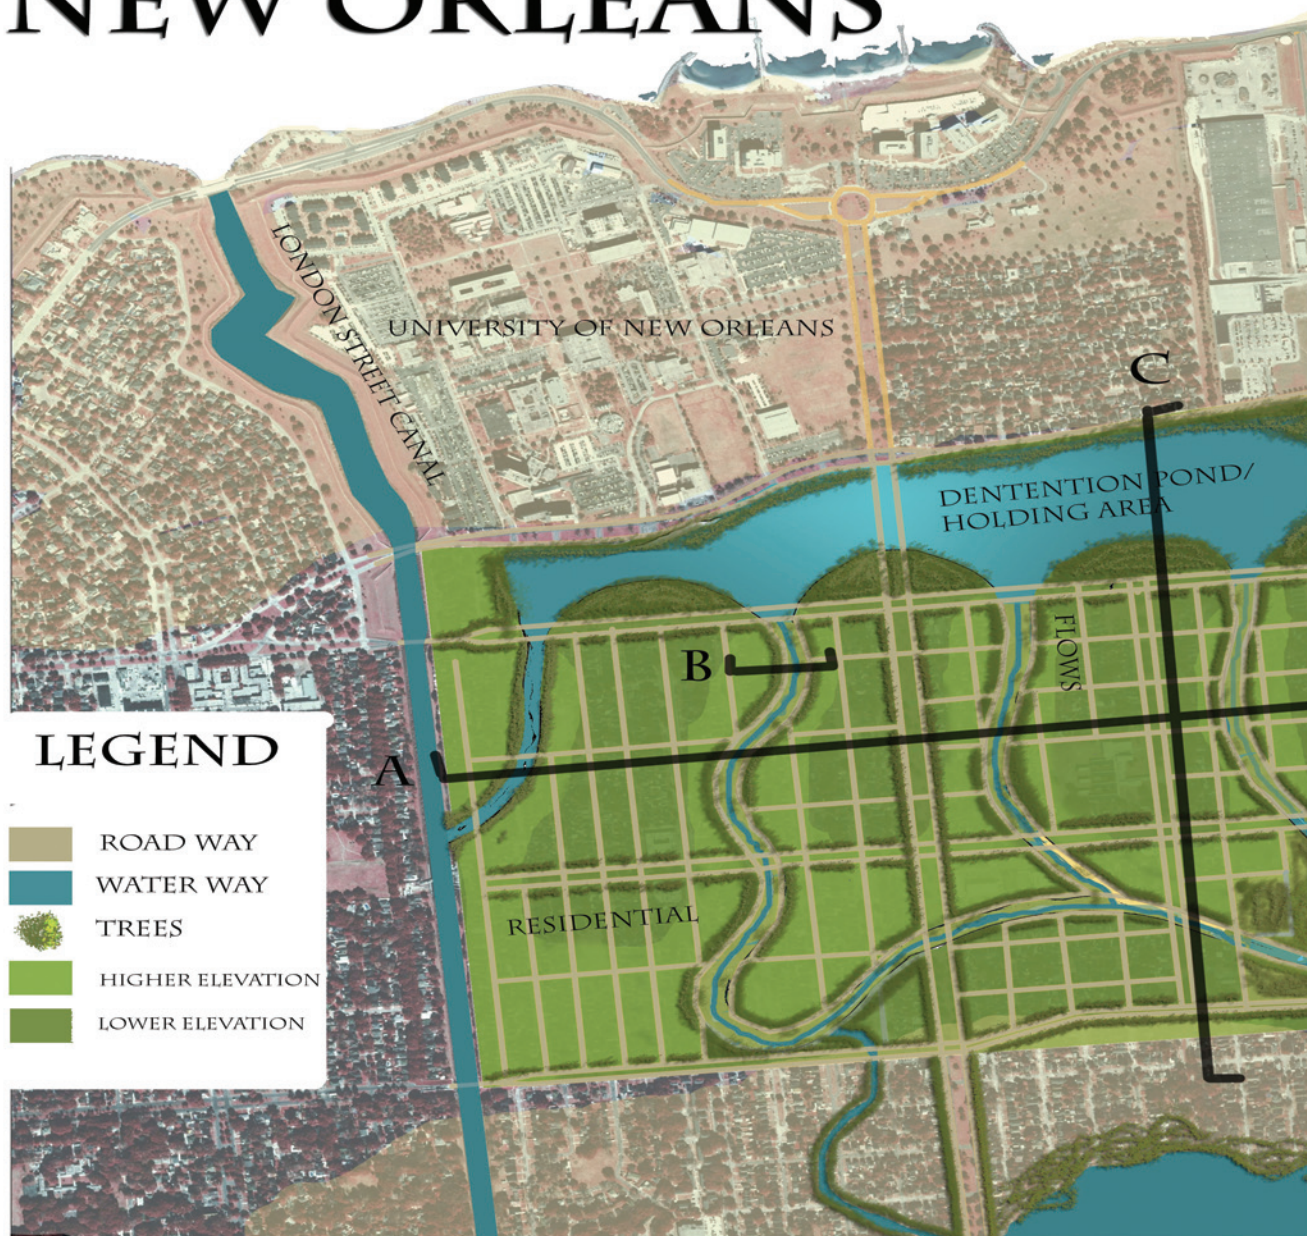 NEW ORLEANS
LONDON STREET CANAL
UNIVERSITY OF NEW ORLEANS
C
DENTENTION POND/
HOLDING AREA
FLOWS
B
A
RESIDENTIAL
LEGEND
ROAD WAY
WATER WAY
TREES
HIGHER ELEVATION
LOWER ELEVATION